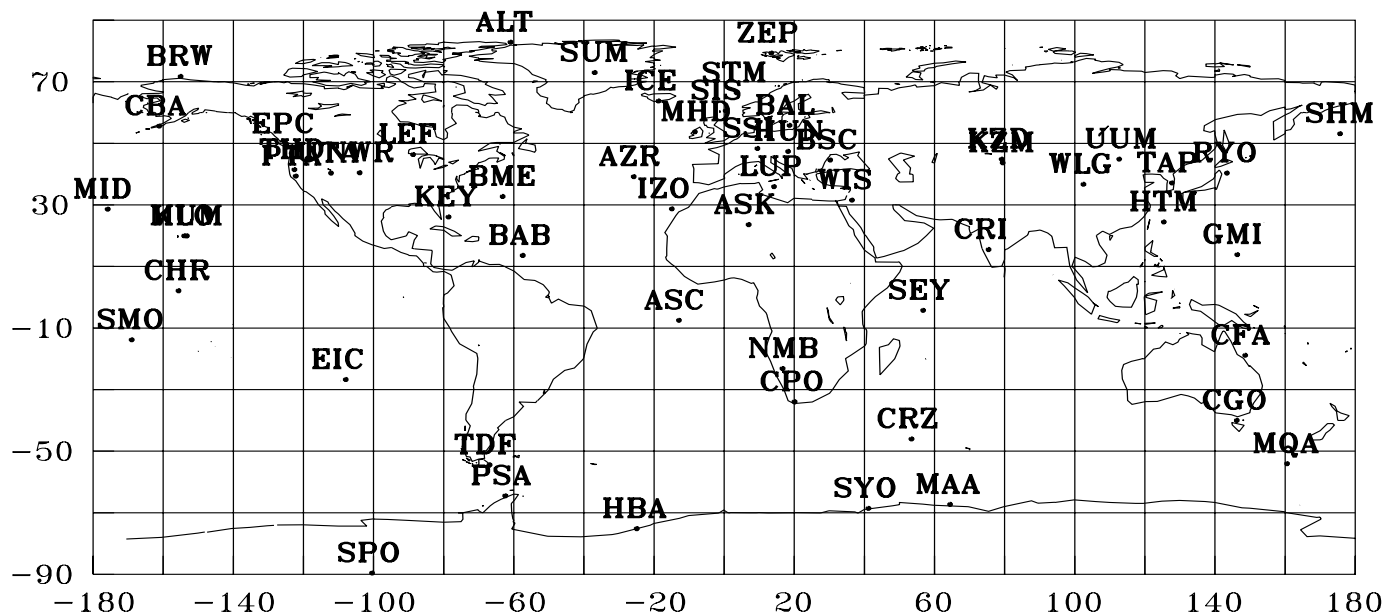 ALT
ZEP
BRW
SUM
STM
ICE
70
SIS
CBA
MHD
BAL
SHM
EPC
SSL
HUN
LEF
BSC
KZD
KZM
UUM
NWR
AZR
LUP
WLG
TAP
RYO
MID
BME
IZO
WIS
KEY
30
ASK
HTM
KUM
BAB
CRI
GMI
CHR
SEY
ASC
SMO
-10
CFA
NMB
EIC
CPO
CGO
CRZ
TDF
MQA
-50
PSA
SYO
MAA
HBA
SPO
-90
-180 -140 -100 -60 -20 20 60 100 140 180